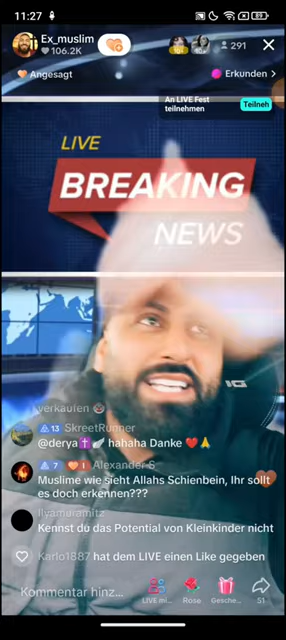 11:27
89
Ex_muslim
106.2K
291
Angesagt
Erkunden >
An LIVE Fest
teilnehmen
Teilneh
LIVE
BREAKING
NEWS
verkaufen
13 SkreetRunner
@derya hahaha Danke
7 1 Alexander S
Muslime wie sieht Allahs Schienbein, Ihr sollt
es doch erkennen???
Ilyamuramitz
Kennst du das Potential von Kleinkinder nicht
Karlo1887 hat dem LIVE einen Like gegeben
Kommentar hinz...
LIVE mi...
Rose
Gesche...
51